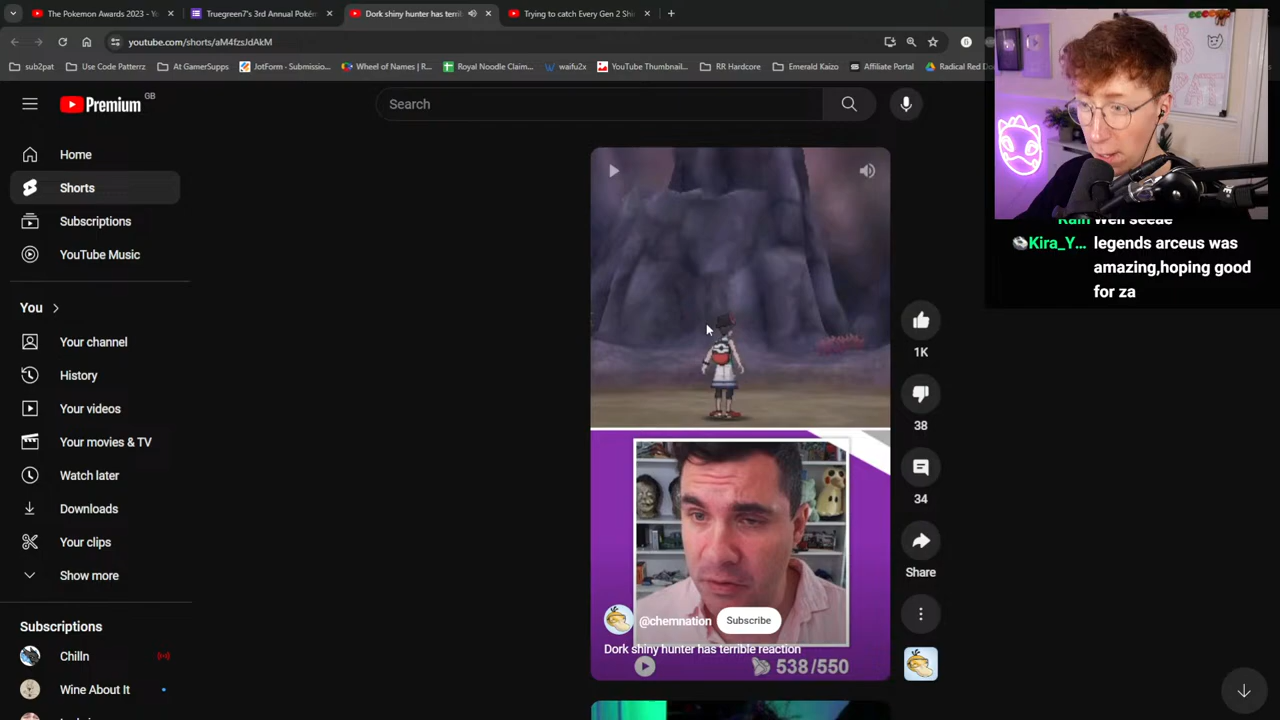 The Pokemon Awards 2023 - Yo
Truegreen7's 3rd Annual Poké
Dork shiny hunter has terrib
Trying to catch Every Gen 2 Shi
youtube.com/shorts/aM4fzsJdAkM
sub2pat
Use Code Patterrz
At GamerSupps
JotForm - Submissio...
Wheel of Names | R...
Royal Noodle Claim...
waifu2x
YouTube Thumbnail...
RR Hardcore
Emerald Kaizo
Affiliate Portal
Radical Red Do
Premium GB
Search
Home
Shorts
Subscriptions
YouTube Music
You
Your channel
History
Your videos
Your movies & TV
Watch later
Downloads
Your clips
Show more
Subscriptions
Chilln
Wine About It
1K
38
34
Share
@chemnation
Subscribe
Dork shiny hunter has terrible reaction
538/550
Kira_Y...
legends arceus was
amazing,hoping good
for za